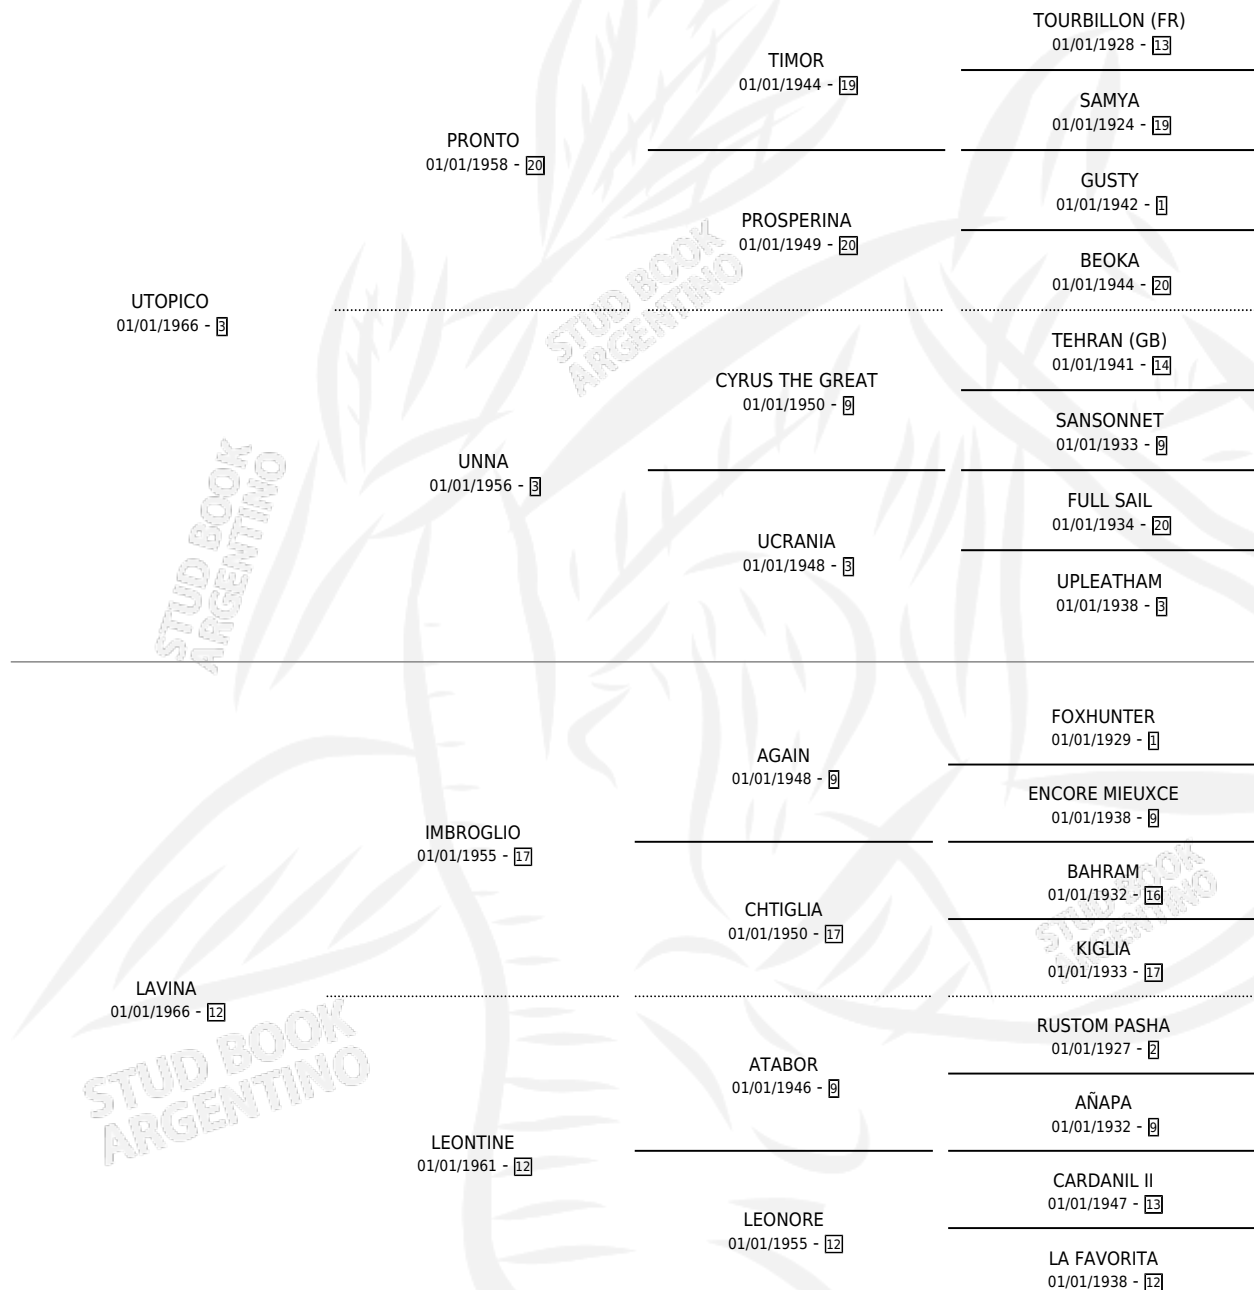 TOURBILLON (FR)
01/01/1928 - 13
TIMOR
01/01/1944 - 19
SAMYA
01/01/1924 - 19
PRONTO
01/01/1958 - 20
GUSTY
01/01/1942 - 1
PROSPERINA
01/01/1949 - 20
BEOKA
01/01/1944 - 20
UTOPICO
01/01/1966 - 3
TEHRAN (GB)
01/01/1941 - 14
CYRUS THE GREAT
01/01/1950 - 9
SANSONNET
01/01/1933 - 9
UNNA
01/01/1956 - 3
FULL SAIL
01/01/1934 - 20
UCRANIA
01/01/1948 - 3
UPLEATHAM
01/01/1938 - 3
FOXHUNTER
01/01/1929 - 1
AGAIN
01/01/1948 - 9
ENCORE MIEUXCE
01/01/1938 - 9
IMBROGLIO
01/01/1955 - 17
BAHRAM
01/01/1932 - 16
CHTIGLIA
01/01/1950 - 17
KIGLIA
01/01/1933 - 17
LAVINA
01/01/1966 - 12
RUSTOM PASHA
01/01/1927 - 2
ATABOR
01/01/1946 - 9
AÑAPA
01/01/1932 - 9
LEONTINE
01/01/1961 - 12
CARDANIL II
01/01/1947 - 13
LEONORE
01/01/1955 - 12
LA FAVORITA
01/01/1938 - 12
STUD BOOK
ARGENTINO
STUD BOOK
ARGENTINO
STUD BOOK
ARGENTINO
STUD BOOK
ARGENTINO